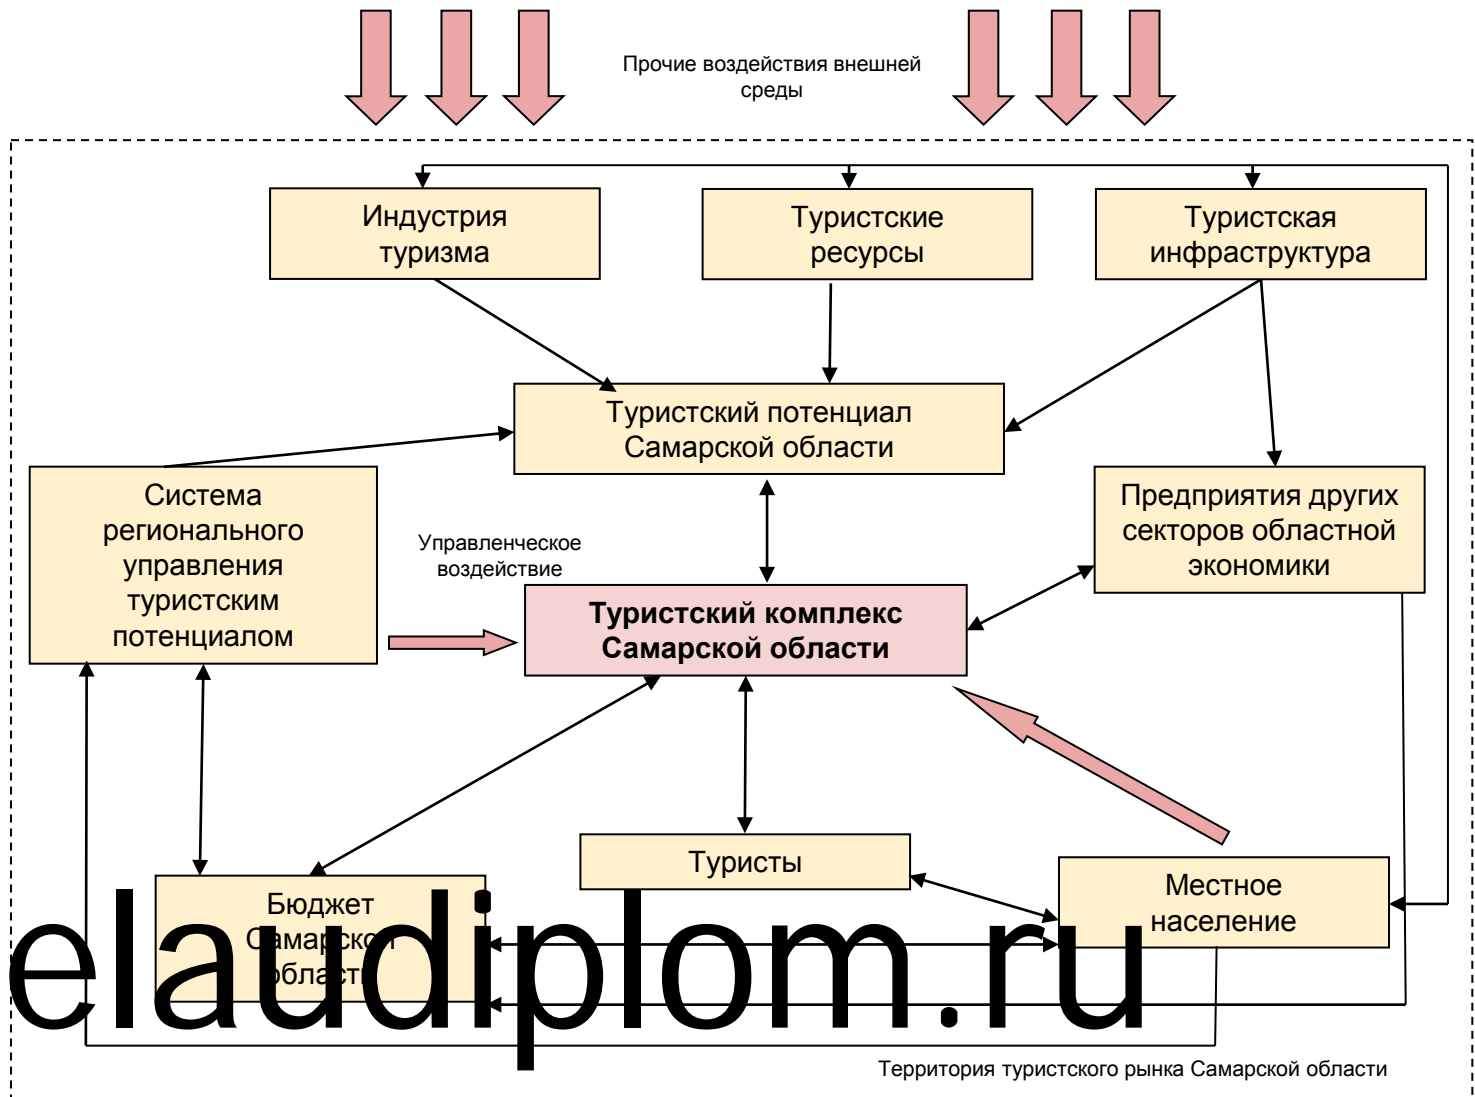 Прочие воздействия внешней
среды
Индустрия
туризма
Туристские
ресурсы
Туристская
инфраструктура
Туристский потенциал
Самарской области
Система
регионального
управления
туристским
потенциалом
Предприятия других
секторов областной
экономики
Управленческое
воздействие
Туристский комплекс
Самарской области
Туристы
Местное
население
Бюджет
Самарской
области
elaudiplom.ru
Территория туристского рынка Самарской области